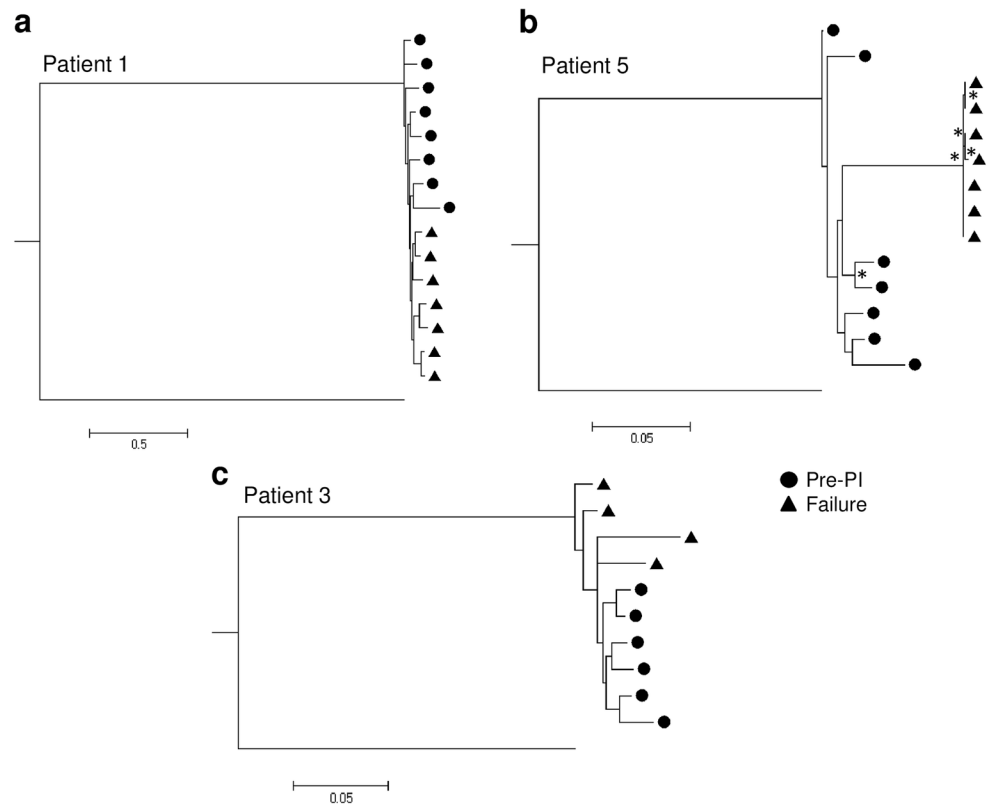 a
Patient 1
0.5
b
Patient 5
*
*
*
*
*
0.05
c
Patient 3
0.05
Pre-PI
Failure